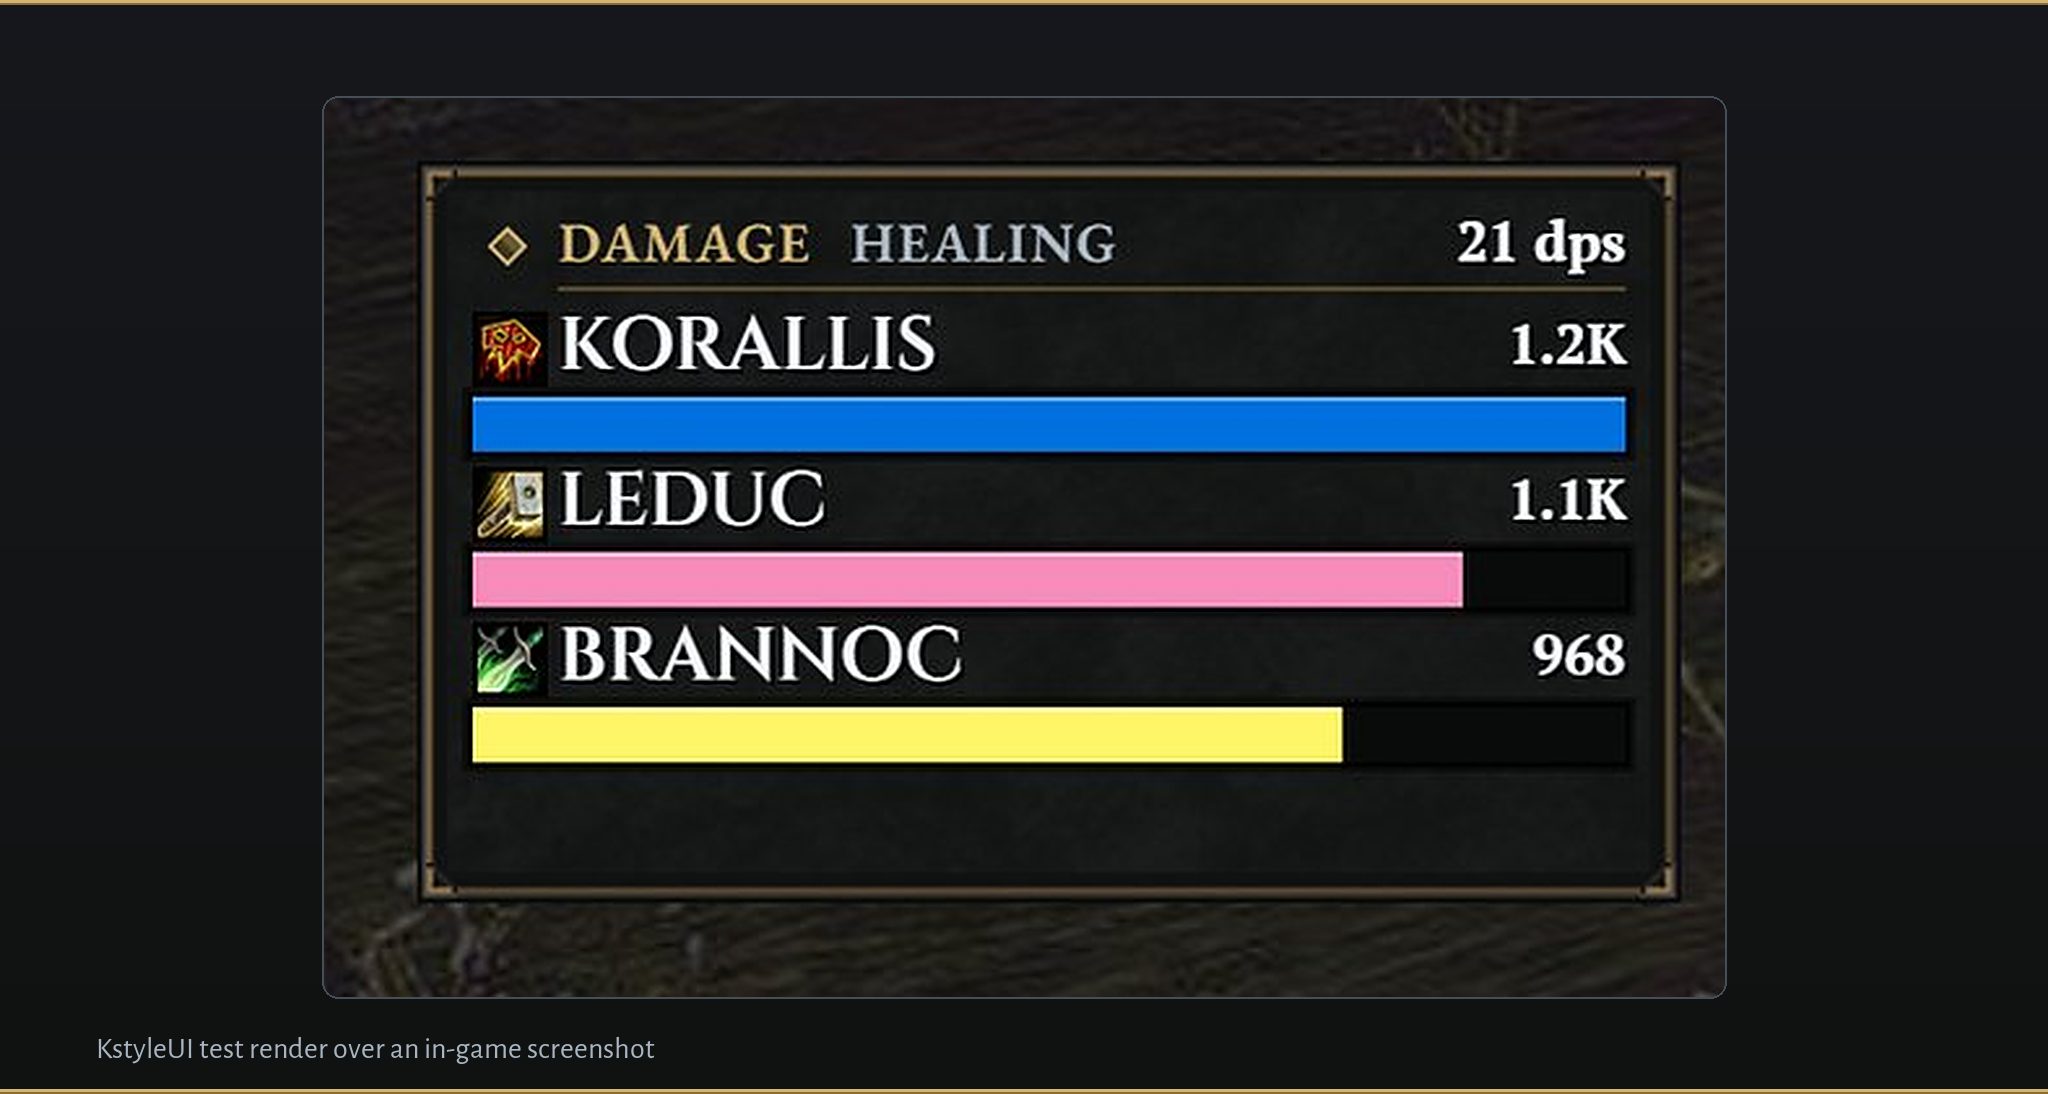 DAMAGE HEALING 21 dps
KORALLIS 1.2K
LEDUC 1.1K
BRANNOC 968
KstyleUI test render over an in-game screenshot